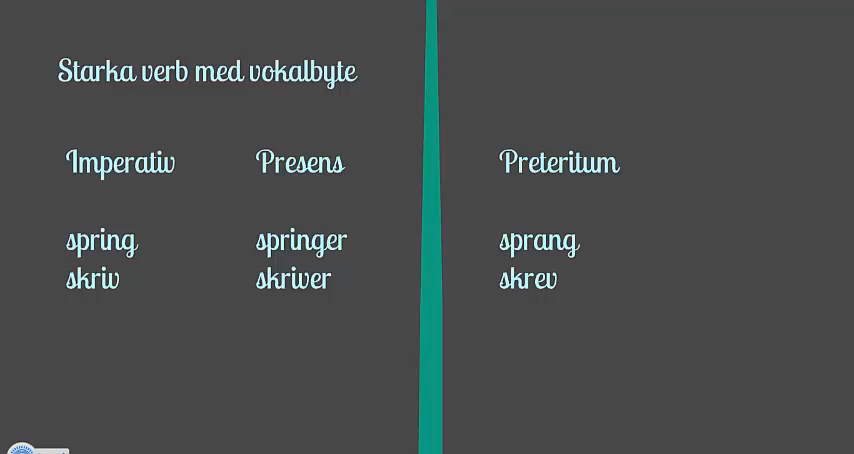 Starka verb med vokalbyte
Imperativ Presens Preteritum
spring springer sprang
skriv skriver skrev